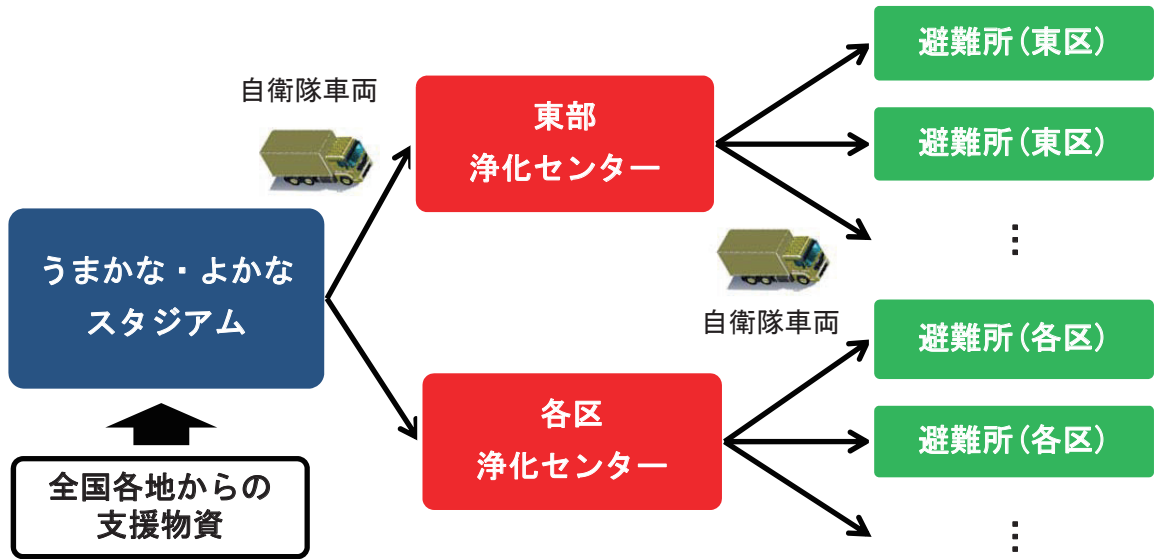 自衛隊車両
東部
浄化センター
避難所(東区)
避難所(東区)
⋮
うまかな・よかな
スタジアム
自衛隊車両
全国各地からの
支援物資
各区
浄化センター
避難所(各区)
避難所(各区)
⋮